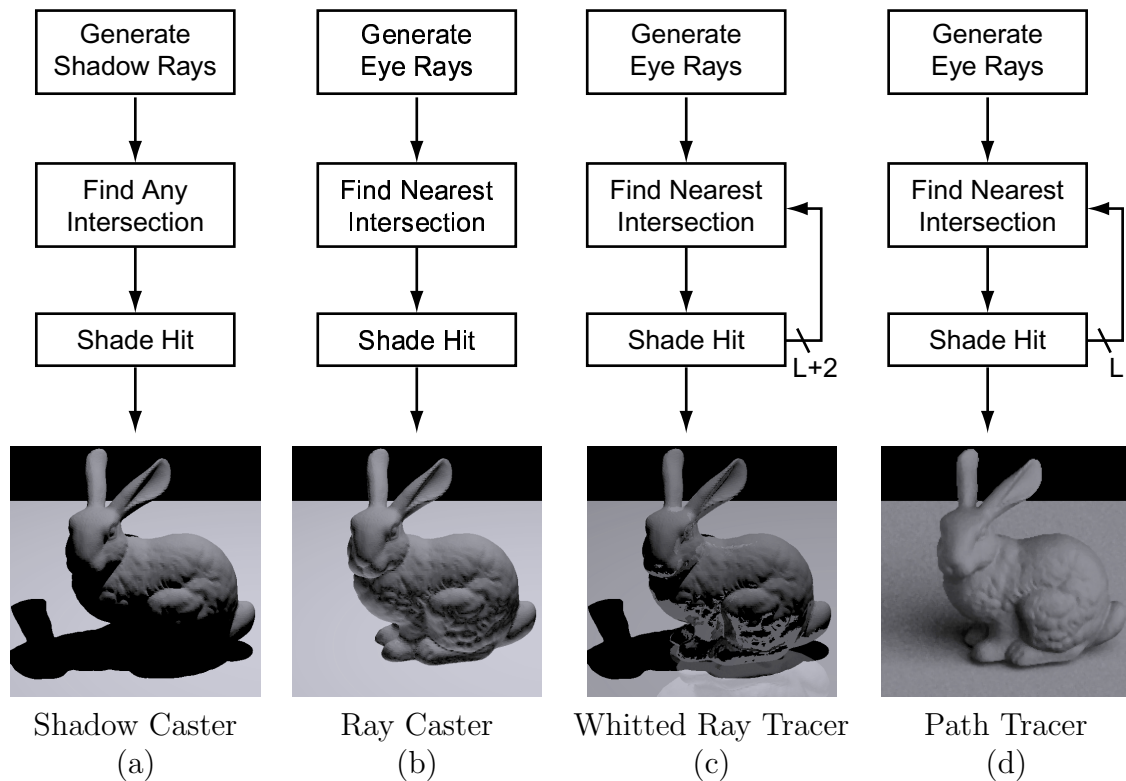 Generate
Shadow Rays
Find Any
Intersection
Shade Hit
Shadow Caster
(a)
Generate
Eye Rays
Find Nearest
Intersection
Shade Hit
Ray Caster
(b)
Generate
Eye Rays
Find Nearest
Intersection
Shade Hit
L+2
Whitted Ray Tracer
(c)
Generate
Eye Rays
Find Nearest
Intersection
Shade Hit
L
Path Tracer
(d)